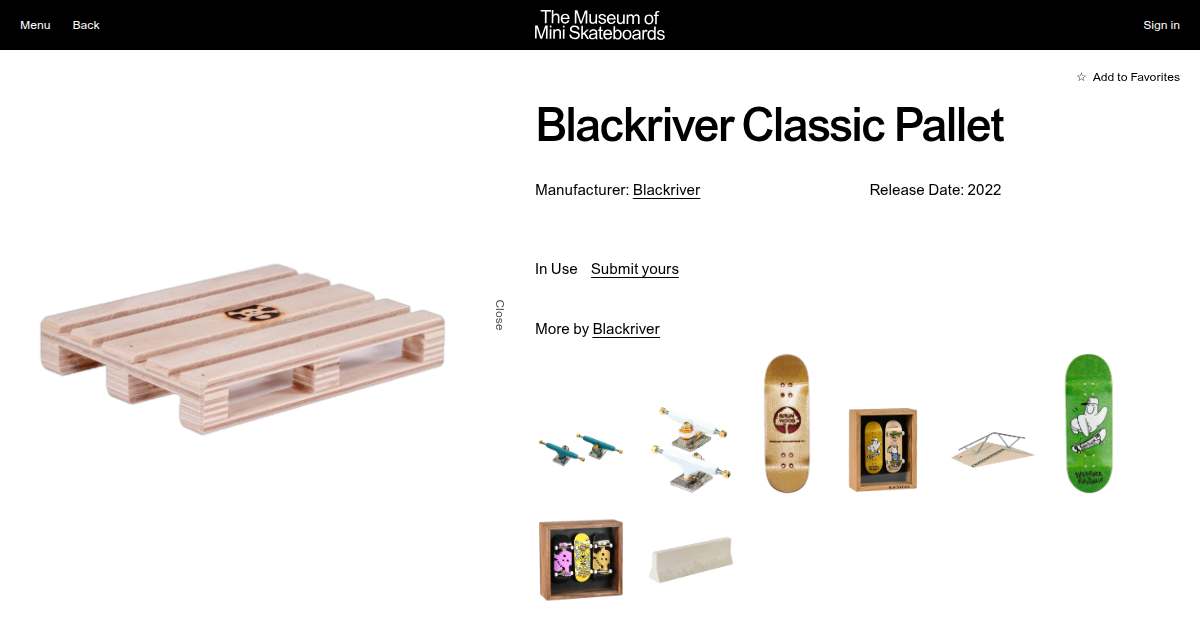 Menu
Back
The Museum of
Mini Skateboards
Sign in
☆ Add to Favorites
Blackriver Classic Pallet
Manufacturer: Blackriver
Release Date: 2022
In Use Submit yours
Close
More by Blackriver